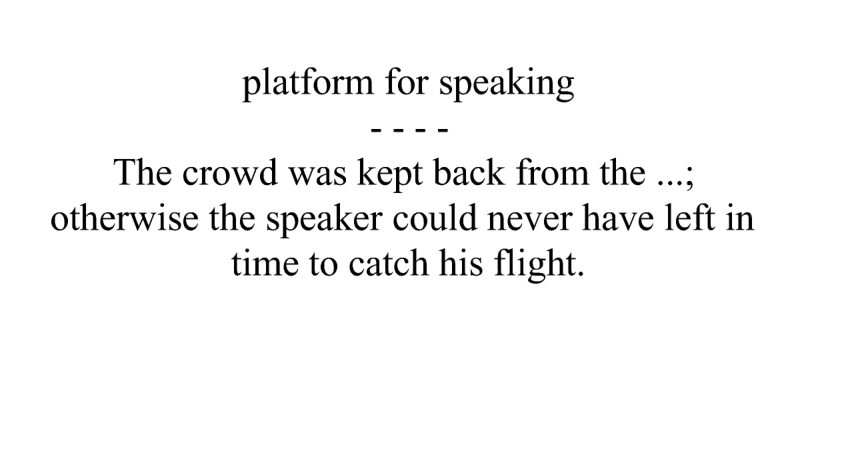 platform for speaking
- - - -
The crowd was kept back from the ...;
otherwise the speaker could never have left in
time to catch his flight.